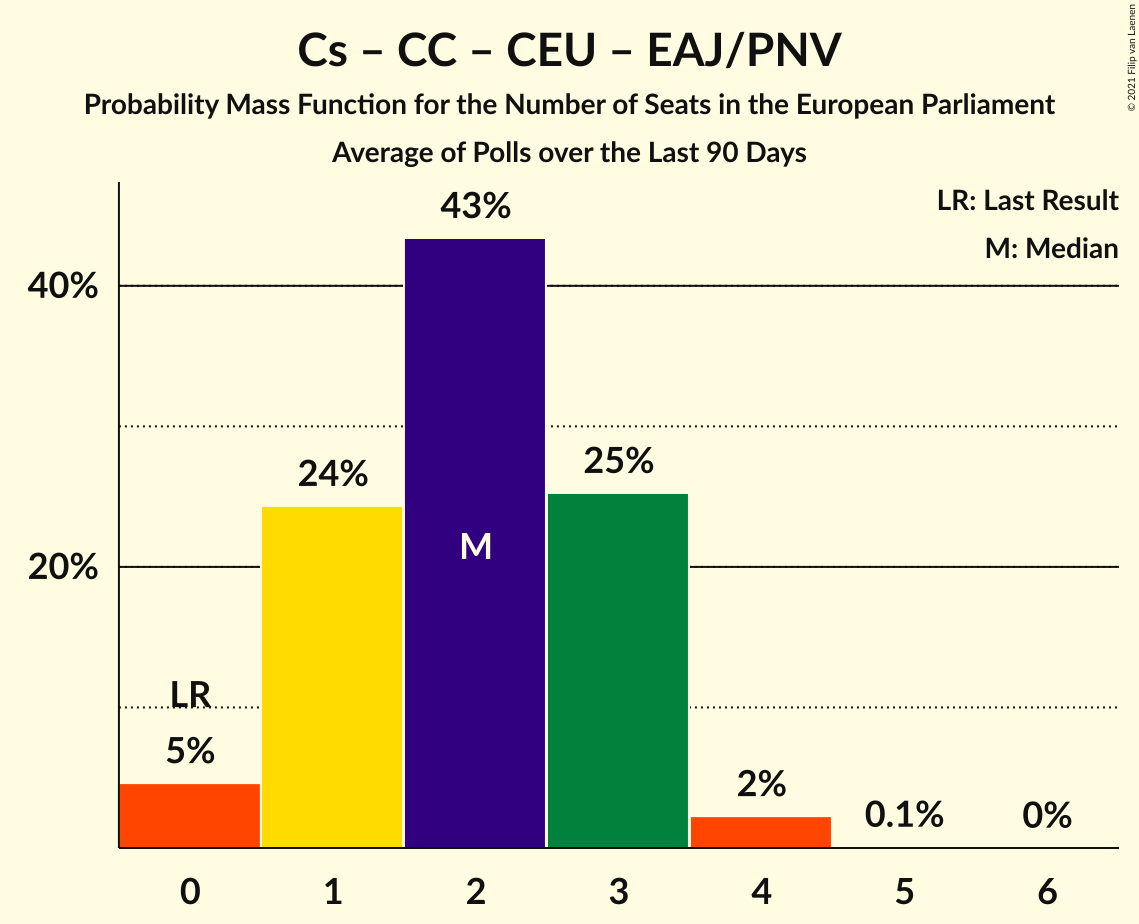 Cs – CC – CEU – EAJ/PNV
Probability Mass Function for the Number of Seats in the European Parliament
Average of Polls over the Last 90 Days
© 2021 Filip van Laenen
LR: Last Result
M: Median
43%
40%
25%
24%
M
20%
LR
5%
2%
0.1%
0%
0 1 2 3 4 5 6